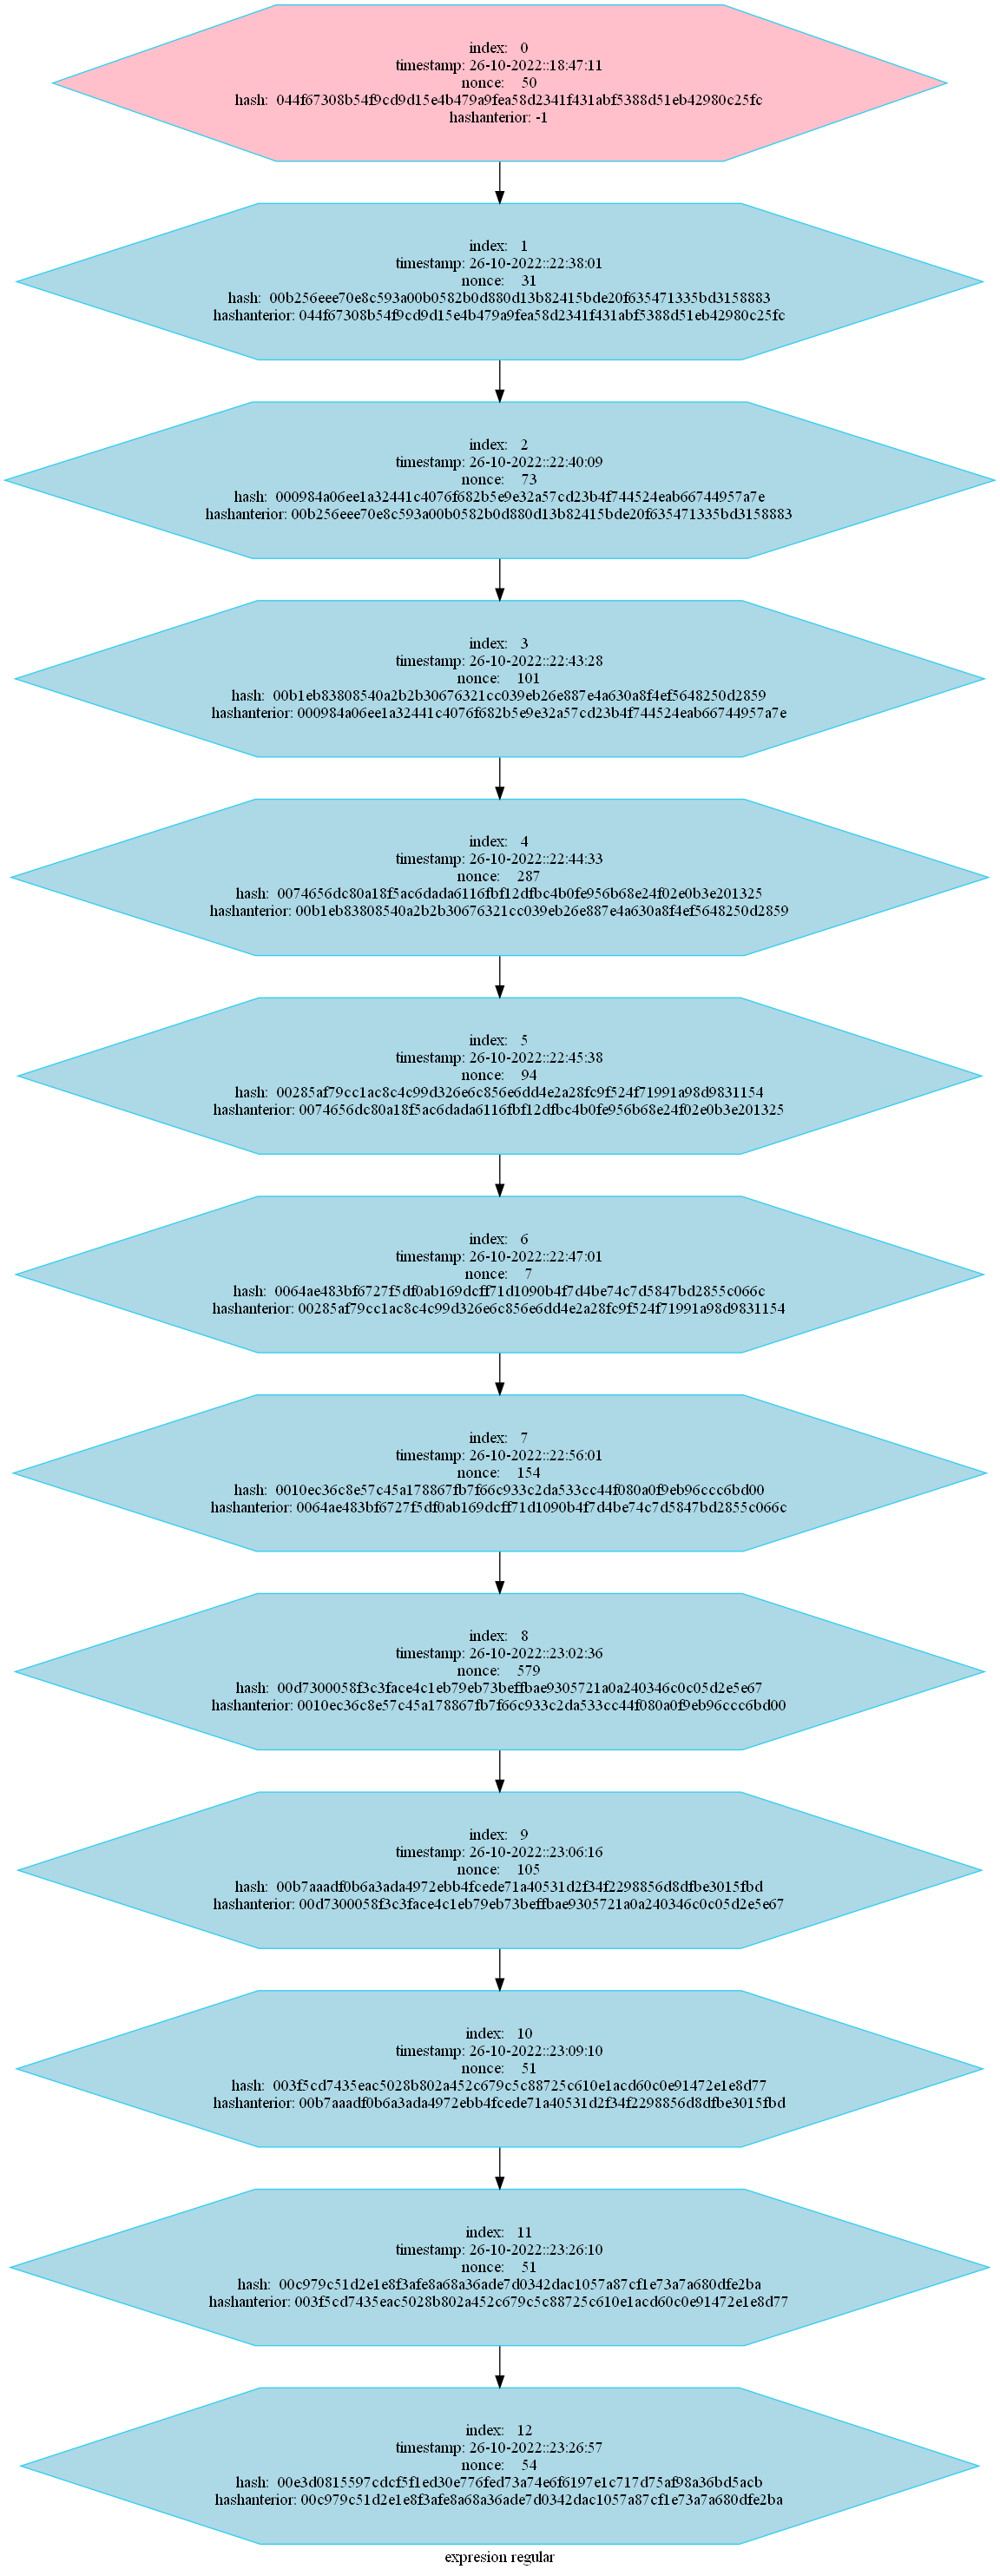 index: 0
timestamp: 26-10-2022::18:47:11
nonce: 50
hash: 044f67308b54f9cd9d15e4b479a9fea58d2341f431abf5388d51eb42980c25fc
hashanterior: -1
index: 1
timestamp: 26-10-2022::22:38:01
nonce: 31
hash: 00b256eee70e8c593a00b0582b0d880d13b82415bde20f635471335bd3158883
hashanterior: 044f67308b54f9cd9d15e4b479a9fea58d2341f431abf5388d51eb42980c25fc
index: 2
timestamp: 26-10-2022::22:40:09
nonce: 73
hash: 000984a06ee1a32441c4076f682b5e9e32a57cd23b4f744524eab66744957a7e
hashanterior: 00b256eee70e8c593a00b0582b0d880d13b82415bde20f635471335bd3158883
index: 3
timestamp: 26-10-2022::22:43:28
nonce: 101
hash: 00b1eb83808540a2b2b30676321cc039eb26e887e4a630a8f4ef5648250d2859
hashanterior: 000984a06ee1a32441c4076f682b5e9e32a57cd23b4f744524eab66744957a7e
index: 4
timestamp: 26-10-2022::22:44:33
nonce: 287
hash: 0074656dc80a18f5ac6dada6116fbf12dfbc4b0fe956b68e24f02e0b3e201325
hashanterior: 00b1eb83808540a2b2b30676321cc039eb26e887e4a630a8f4ef5648250d2859
index: 5
timestamp: 26-10-2022::22:45:38
nonce: 94
hash: 00285af79cc1ac8c4c99d326e6c856e6dd4e2a28fc9f524f71991a98d9831154
hashanterior: 0074656dc80a18f5ac6dada6116fbf12dfbc4b0fe956b68e24f02e0b3e201325
index: 6
timestamp: 26-10-2022::22:47:01
nonce: 7
hash: 0064ae483bf6727f5df0ab169dcff71d1090b4f7d4be74c7d5847bd2855c066c
hashanterior: 00285af79cc1ac8c4c99d326e6c856e6dd4e2a28fc9f524f71991a98d9831154
index: 7
timestamp: 26-10-2022::22:56:01
nonce: 154
hash: 0010ec36c8e57c45a178867fb7f66c933c2da533cc44f080a0f9eb96ccc6bd00
hashanterior: 0064ae483bf6727f5df0ab169dcff71d1090b4f7d4be74c7d5847bd2855c066c
index: 8
timestamp: 26-10-2022::23:02:36
nonce: 579
hash: 00d7300058f3c3face4c1eb79eb73beffbae9305721a0a240346c0c05d2e5e67
hashanterior: 0010ec36c8e57c45a178867fb7f66c933c2da533cc44f080a0f9eb96ccc6bd00
index: 9
timestamp: 26-10-2022::23:06:16
nonce: 105
hash: 00b7aaadf0b6a3ada4972ebb4fcede71a40531d2f34f2298856d8dfbe3015fbd
hashanterior: 00d7300058f3c3face4c1eb79eb73beffbae9305721a0a240346c0c05d2e5e67
index: 10
timestamp: 26-10-2022::23:09:10
nonce: 51
hash: 003f5cd7435eac5028b802a452c679c5c88725c610e1acd60c0e91472e1e8d77
hashanterior: 00b7aaadf0b6a3ada4972ebb4fcede71a40531d2f34f2298856d8dfbe3015fbd
index: 11
timestamp: 26-10-2022::23:26:10
nonce: 51
hash: 00c979c51d2e1e8f3afe8a68a36ade7d0342dac1057a87cf1e73a7a680dfe2ba
hashanterior: 003f5cd7435eac5028b802a452c679c5c88725c610e1acd60c0e91472e1e8d77
index: 12
timestamp: 26-10-2022::23:26:57
nonce: 54
hash: 00e3d0815597cdcf5f1ed30e776fed73a74e6f6197e1c717d75af98a36bd5acb
hashanterior: 00c979c51d2e1e8f3afe8a68a36ade7d0342dac1057a87cf1e73a7a680dfe2ba
expresion regular